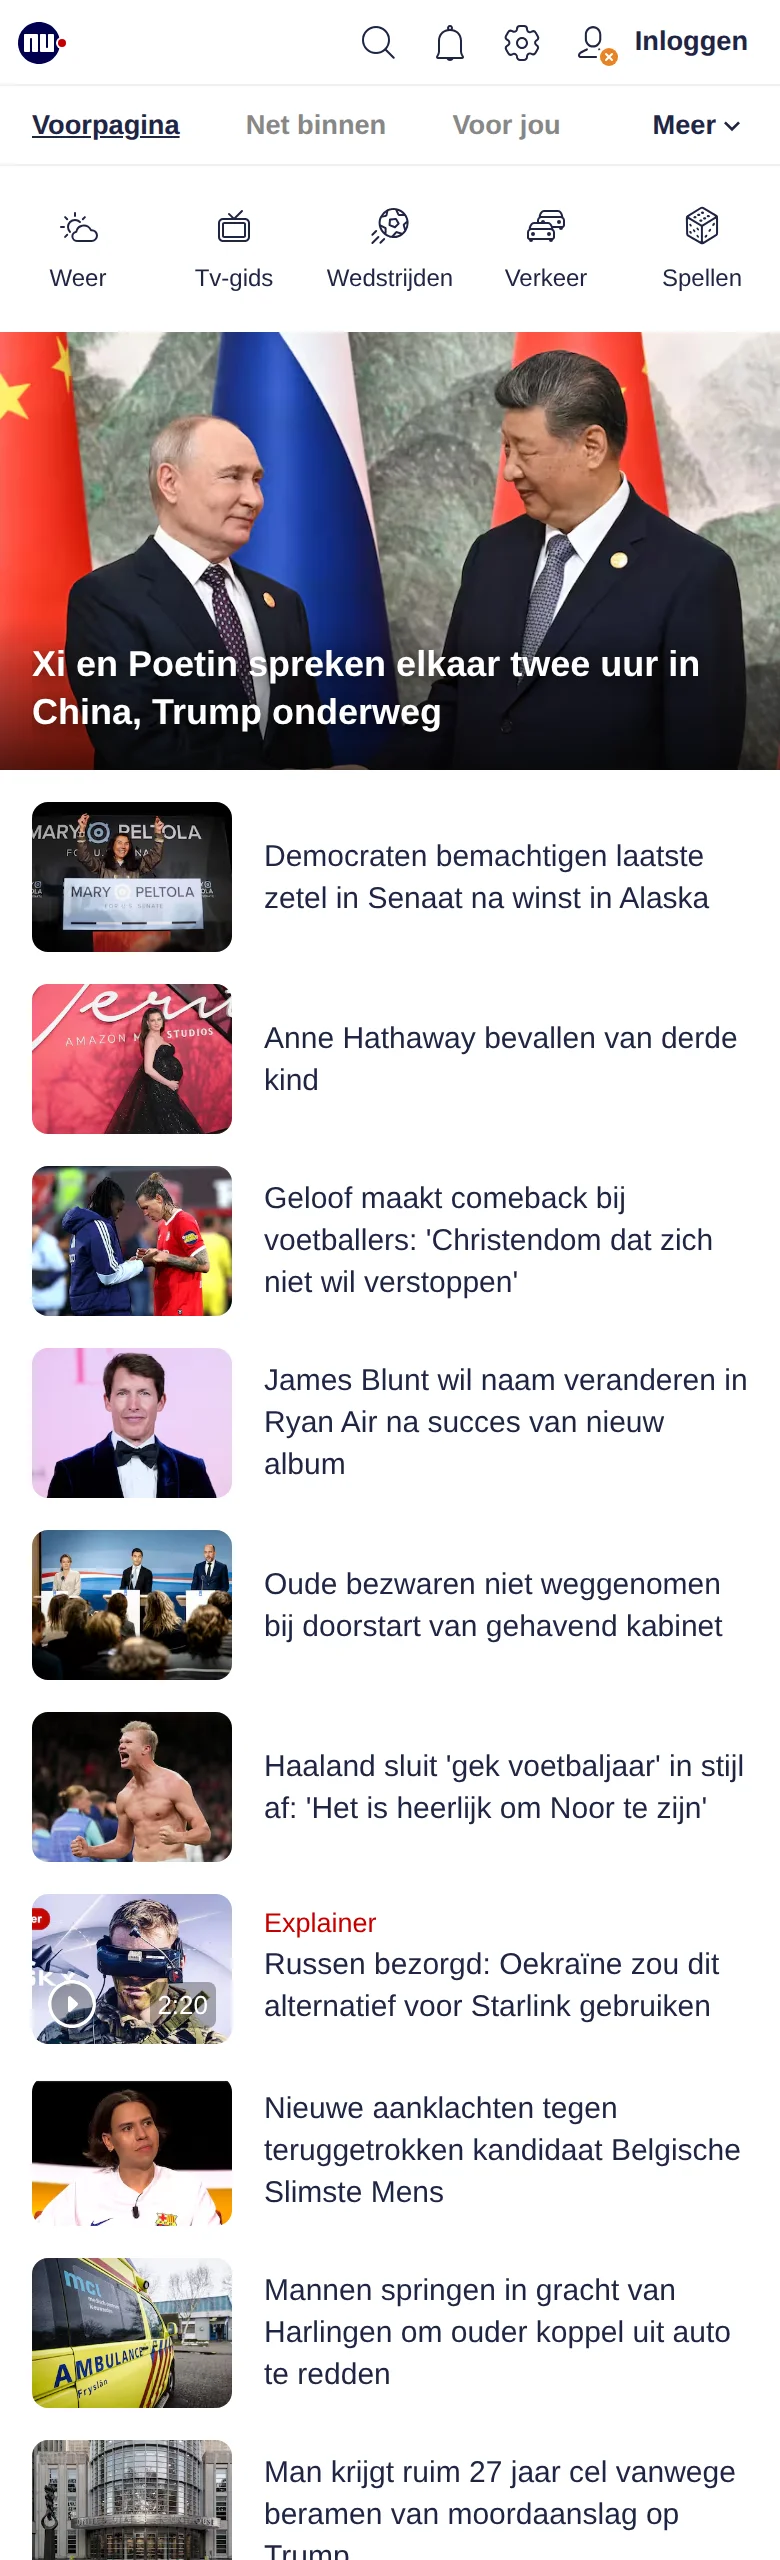 nu
Inloggen
Voorpagina
Net binnen
Voor jou
Meer
Weer
Tv-gids
Wedstrijden
Verkeer
Spellen
Xi en Poetin spreken elkaar twee uur in
China, Trump onderweg
MARY PELTOLA
MARY PELTOLA
FOR U.S. SENATE
Democraten bemachtigen laatste
zetel in Senaat na winst in Alaska
AMAZON M STUDIOS
Anne Hathaway bevallen van derde
kind
Geloof maakt comeback bij
voetballers: 'Christendom dat zich
niet wil verstoppen'
James Blunt wil naam veranderen in
Ryan Air na succes van nieuw
album
Oude bezwaren niet weggenomen
bij doorstart van gehavend kabinet
Haaland sluit 'gek voetbaljaar' in stijl
af: 'Het is heerlijk om Noor te zijn'
er
2:20
Explainer
Russen bezorgd: Oekraïne zou dit
alternatief voor Starlink gebruiken
Nieuwe aanklachten tegen
teruggetrokken kandidaat Belgische
Slimste Mens
mcl
AMBULANCE
Fryslân
Mannen springen in gracht van
Harlingen om ouder koppel uit auto
te redden
Man krijgt ruim 27 jaar cel vanwege
beramen van moordaanslag op
Trump